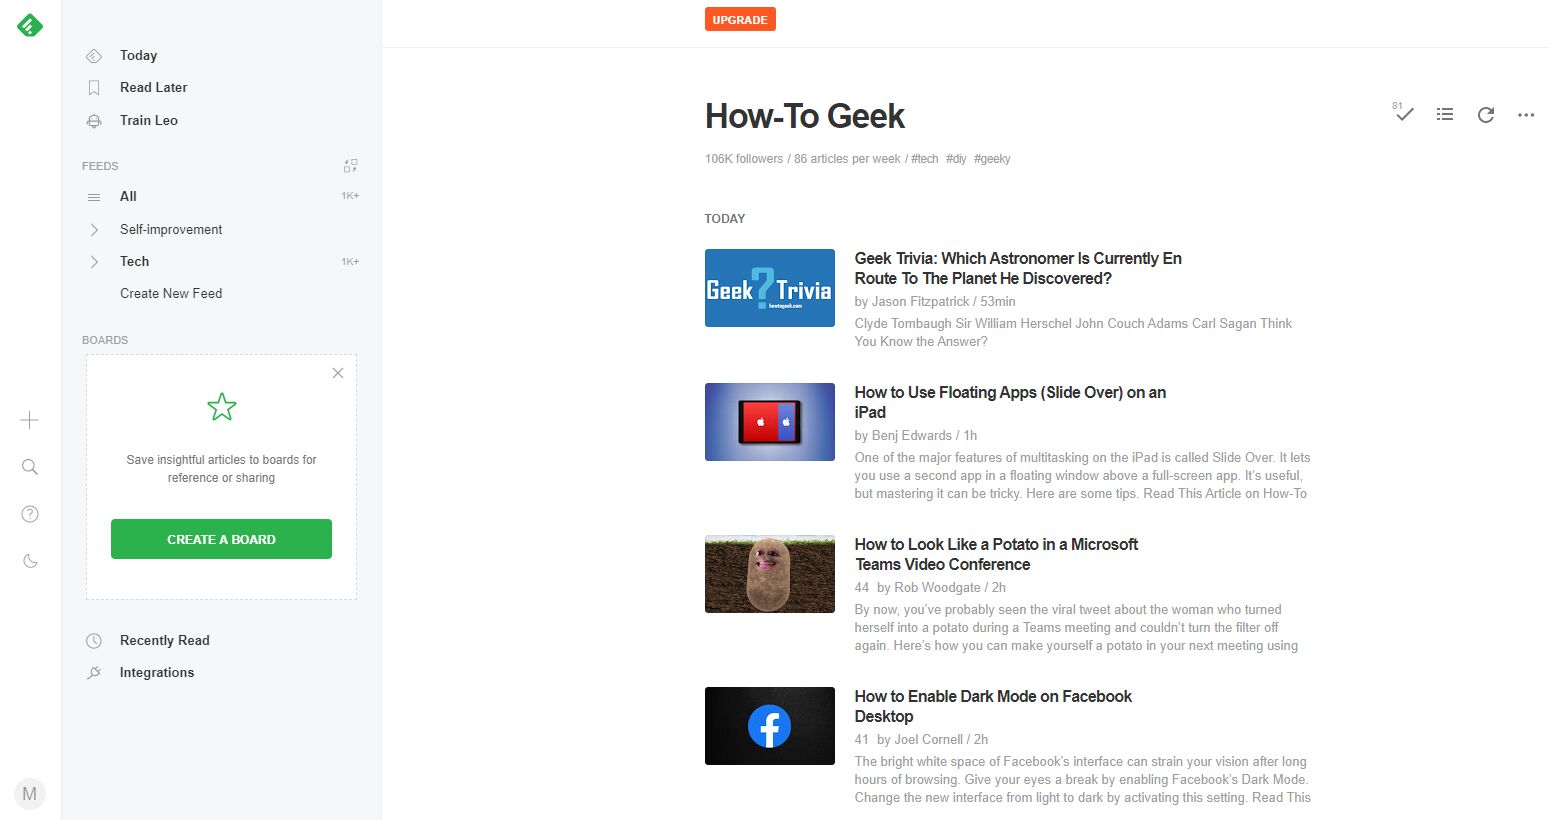 UPGRADE
Today
Read Later
Train Leo
FEEDS
All 1K+
Self-improvement
Tech 1K+
Create New Feed
BOARDS
Save insightful articles to boards for
reference or sharing
CREATE A BOARD
Recently Read
Integrations
M
How-To Geek
81
106K followers / 86 articles per week / #tech #diy #geeky
TODAY
Geek ? Trivia
howtogeek.com
Geek Trivia: Which Astronomer Is Currently En
Route To The Planet He Discovered?
by Jason Fitzpatrick / 53min
Clyde Tombaugh Sir William Herschel John Couch Adams Carl Sagan Think
You Know the Answer?
How to Use Floating Apps (Slide Over) on an
iPad
by Benj Edwards / 1h
One of the major features of multitasking on the iPad is called Slide Over. It lets
you use a second app in a floating window above a full-screen app. It's useful,
but mastering it can be tricky. Here are some tips. Read This Article on How-To
How to Look Like a Potato in a Microsoft
Teams Video Conference
44 by Rob Woodgate / 2h
By now, you've probably seen the viral tweet about the woman who turned
herself into a potato during a Teams meeting and couldn't turn the filter off
again. Here's how you can make yourself a potato in your next meeting using
How to Enable Dark Mode on Facebook
Desktop
41 by Joel Cornell / 2h
The bright white space of Facebook's interface can strain your vision after long
hours of browsing. Give your eyes a break by enabling Facebook's Dark Mode.
Change the new interface from light to dark by activating this setting. Read This